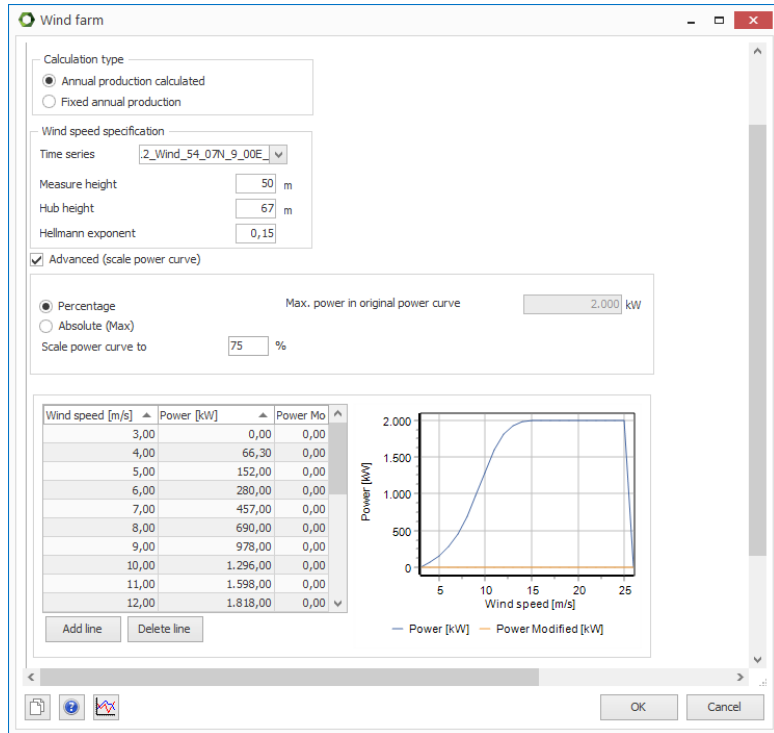 Wind farm
Calculation type
Annual production calculated
Fixed annual production
Wind speed specification
Time series .2_Wind_54_07N_9_00E_
Measure height 50 m
Hub height 67 m
Hellmann exponent 0,15
Advanced (scale power curve)
Percentage Max. power in original power curve 2.000 kW
Absolute (Max)
Scale power curve to 75 %
Wind speed [m/s] Power [kW] Power Mo
3,00 0,00 0,00
4,00 66,30 0,00
5,00 152,00 0,00
6,00 280,00 0,00
7,00 457,00 0,00
8,00 690,00 0,00
9,00 978,00 0,00
10,00 1.296,00 0,00
11,00 1.598,00 0,00
12,00 1.818,00 0,00
Add line Delete line
Power [kW]
2.000
1.500
1.000
500
0
5 10 15 20 25
Wind speed [m/s]
Power [kW] Power Modified [kW]
OK Cancel